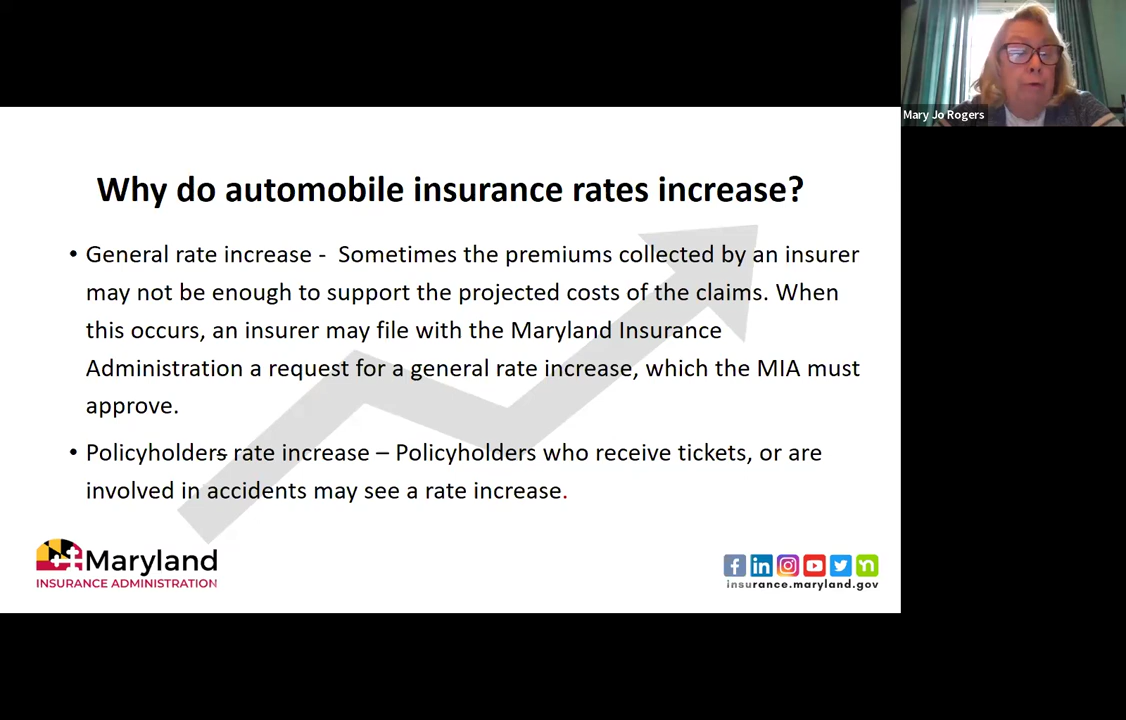 Mary Jo Rogers
Why do automobile insurance rates increase?
• General rate increase -  Sometimes the premiums collected by an insurer
may not be enough to support the projected costs of the claims. When
this occurs, an insurer may file with the Maryland Insurance
Administration a request for a general rate increase, which the MIA must
approve.
• Policyholders rate increase – Policyholders who receive tickets, or are
involved in accidents may see a rate increase.
Maryland
INSURANCE ADMINISTRATION
insurance.maryland.gov